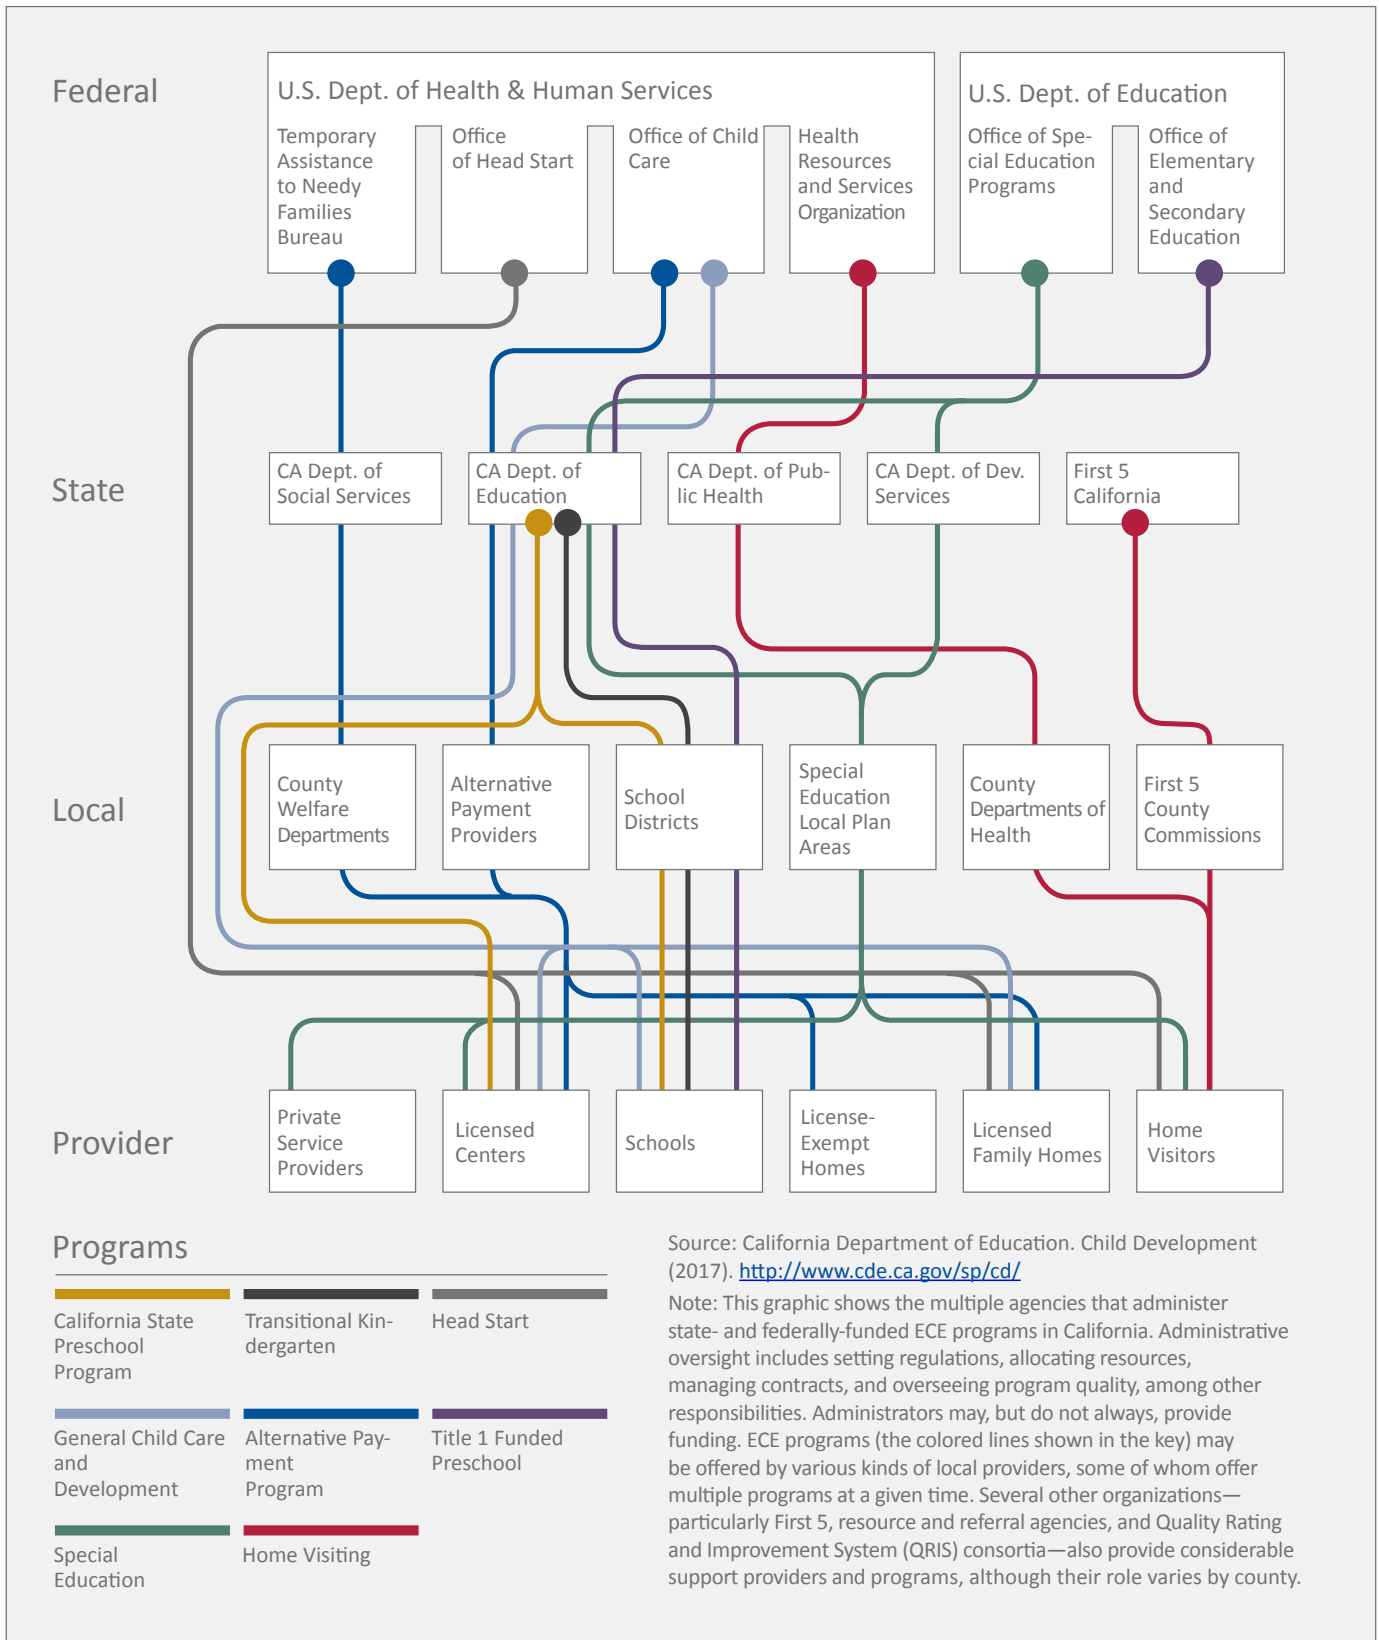 Federal
U.S. Dept. of Health & Human Services
U.S. Dept. of Education
Temporary
Assistance
to Needy
Families
Bureau
Office
of Head Start
Office of Child
Care
Health
Resources
and Services
Organization
Office of Spe-
cial Education
Programs
Office of
Elementary
and
Secondary
Education
State
CA Dept. of
Social Services
CA Dept. of
Education
CA Dept. of Pub-
lic Health
CA Dept. of Dev.
Services
First 5
California
Local
County
Welfare
Departments
Alternative
Payment
Providers
School
Districts
Special
Education
Local Plan
Areas
County
Departments of
Health
First 5
County
Commissions
Provider
Private
Service
Providers
Licensed
Centers
Schools
License-
Exempt
Homes
Licensed
Family Homes
Home
Visitors
Programs
California State
Preschool
Program
Transitional Kin-
dergarten
Head Start
General Child Care
and
Development
Alternative Pay-
ment
Program
Title 1 Funded
Preschool
Special
Education
Home Visiting
Source: California Department of Education. Child Development
(2017). http://www.cde.ca.gov/sp/cd/
Note: This graphic shows the multiple agencies that administer
state- and federally-funded ECE programs in California. Administrative
oversight includes setting regulations, allocating resources,
managing contracts, and overseeing program quality, among other
responsibilities. Administrators may, but do not always, provide
funding. ECE programs (the colored lines shown in the key) may
be offered by various kinds of local providers, some of whom offer
multiple programs at a given time. Several other organizations—
particularly First 5, resource and referral agencies, and Quality Rating
and Improvement System (QRIS) consortia—also provide considerable
support providers and programs, although their role varies by county.